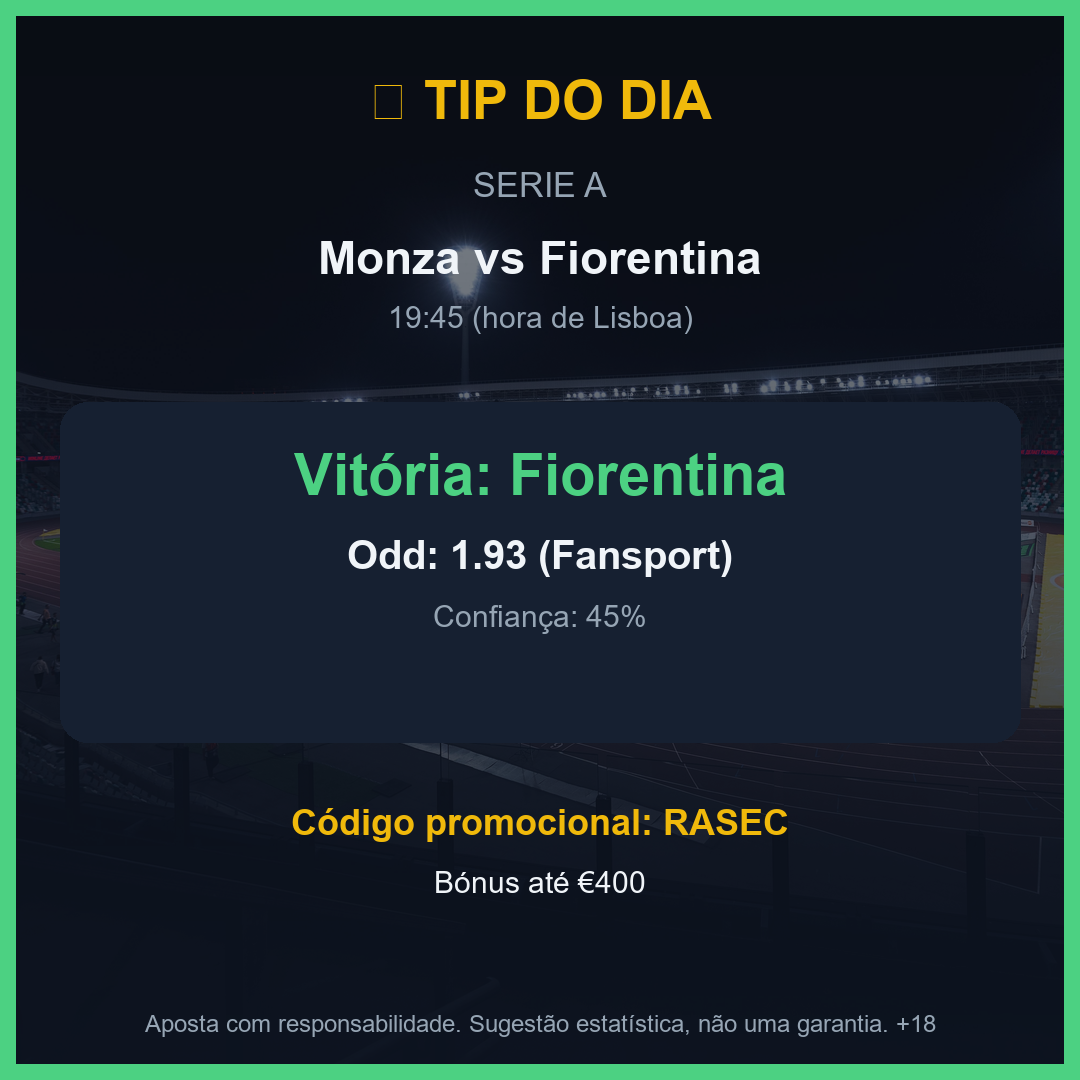 TIP DO DIA
SERIE A
Monza vs Fiorentina
19:45 (hora de Lisboa)
Vitória: Fiorentina
Odd: 1.93 (Fansport)
Confiança: 45%
Código promocional: RASEC
Bónus até €400
Aposta com responsabilidade. Sugestão estatística, não uma garantia. +18